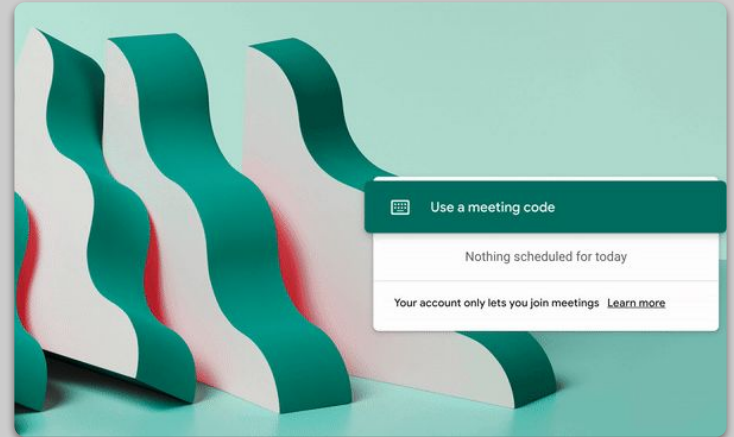 Use a meeting code
Nothing scheduled for today
Your account only lets you join meetings Learn more